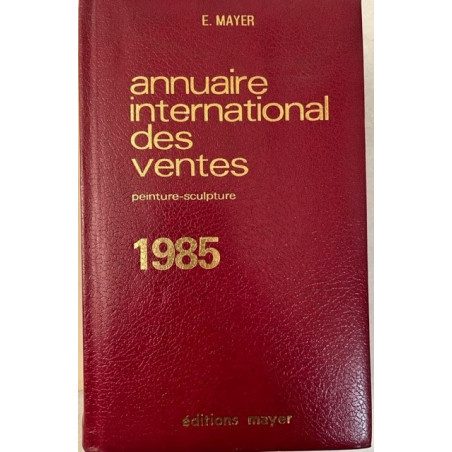 E. MAYER
annuaire
international
des
ventes
peinture-sculpture
1985
éditions mayer